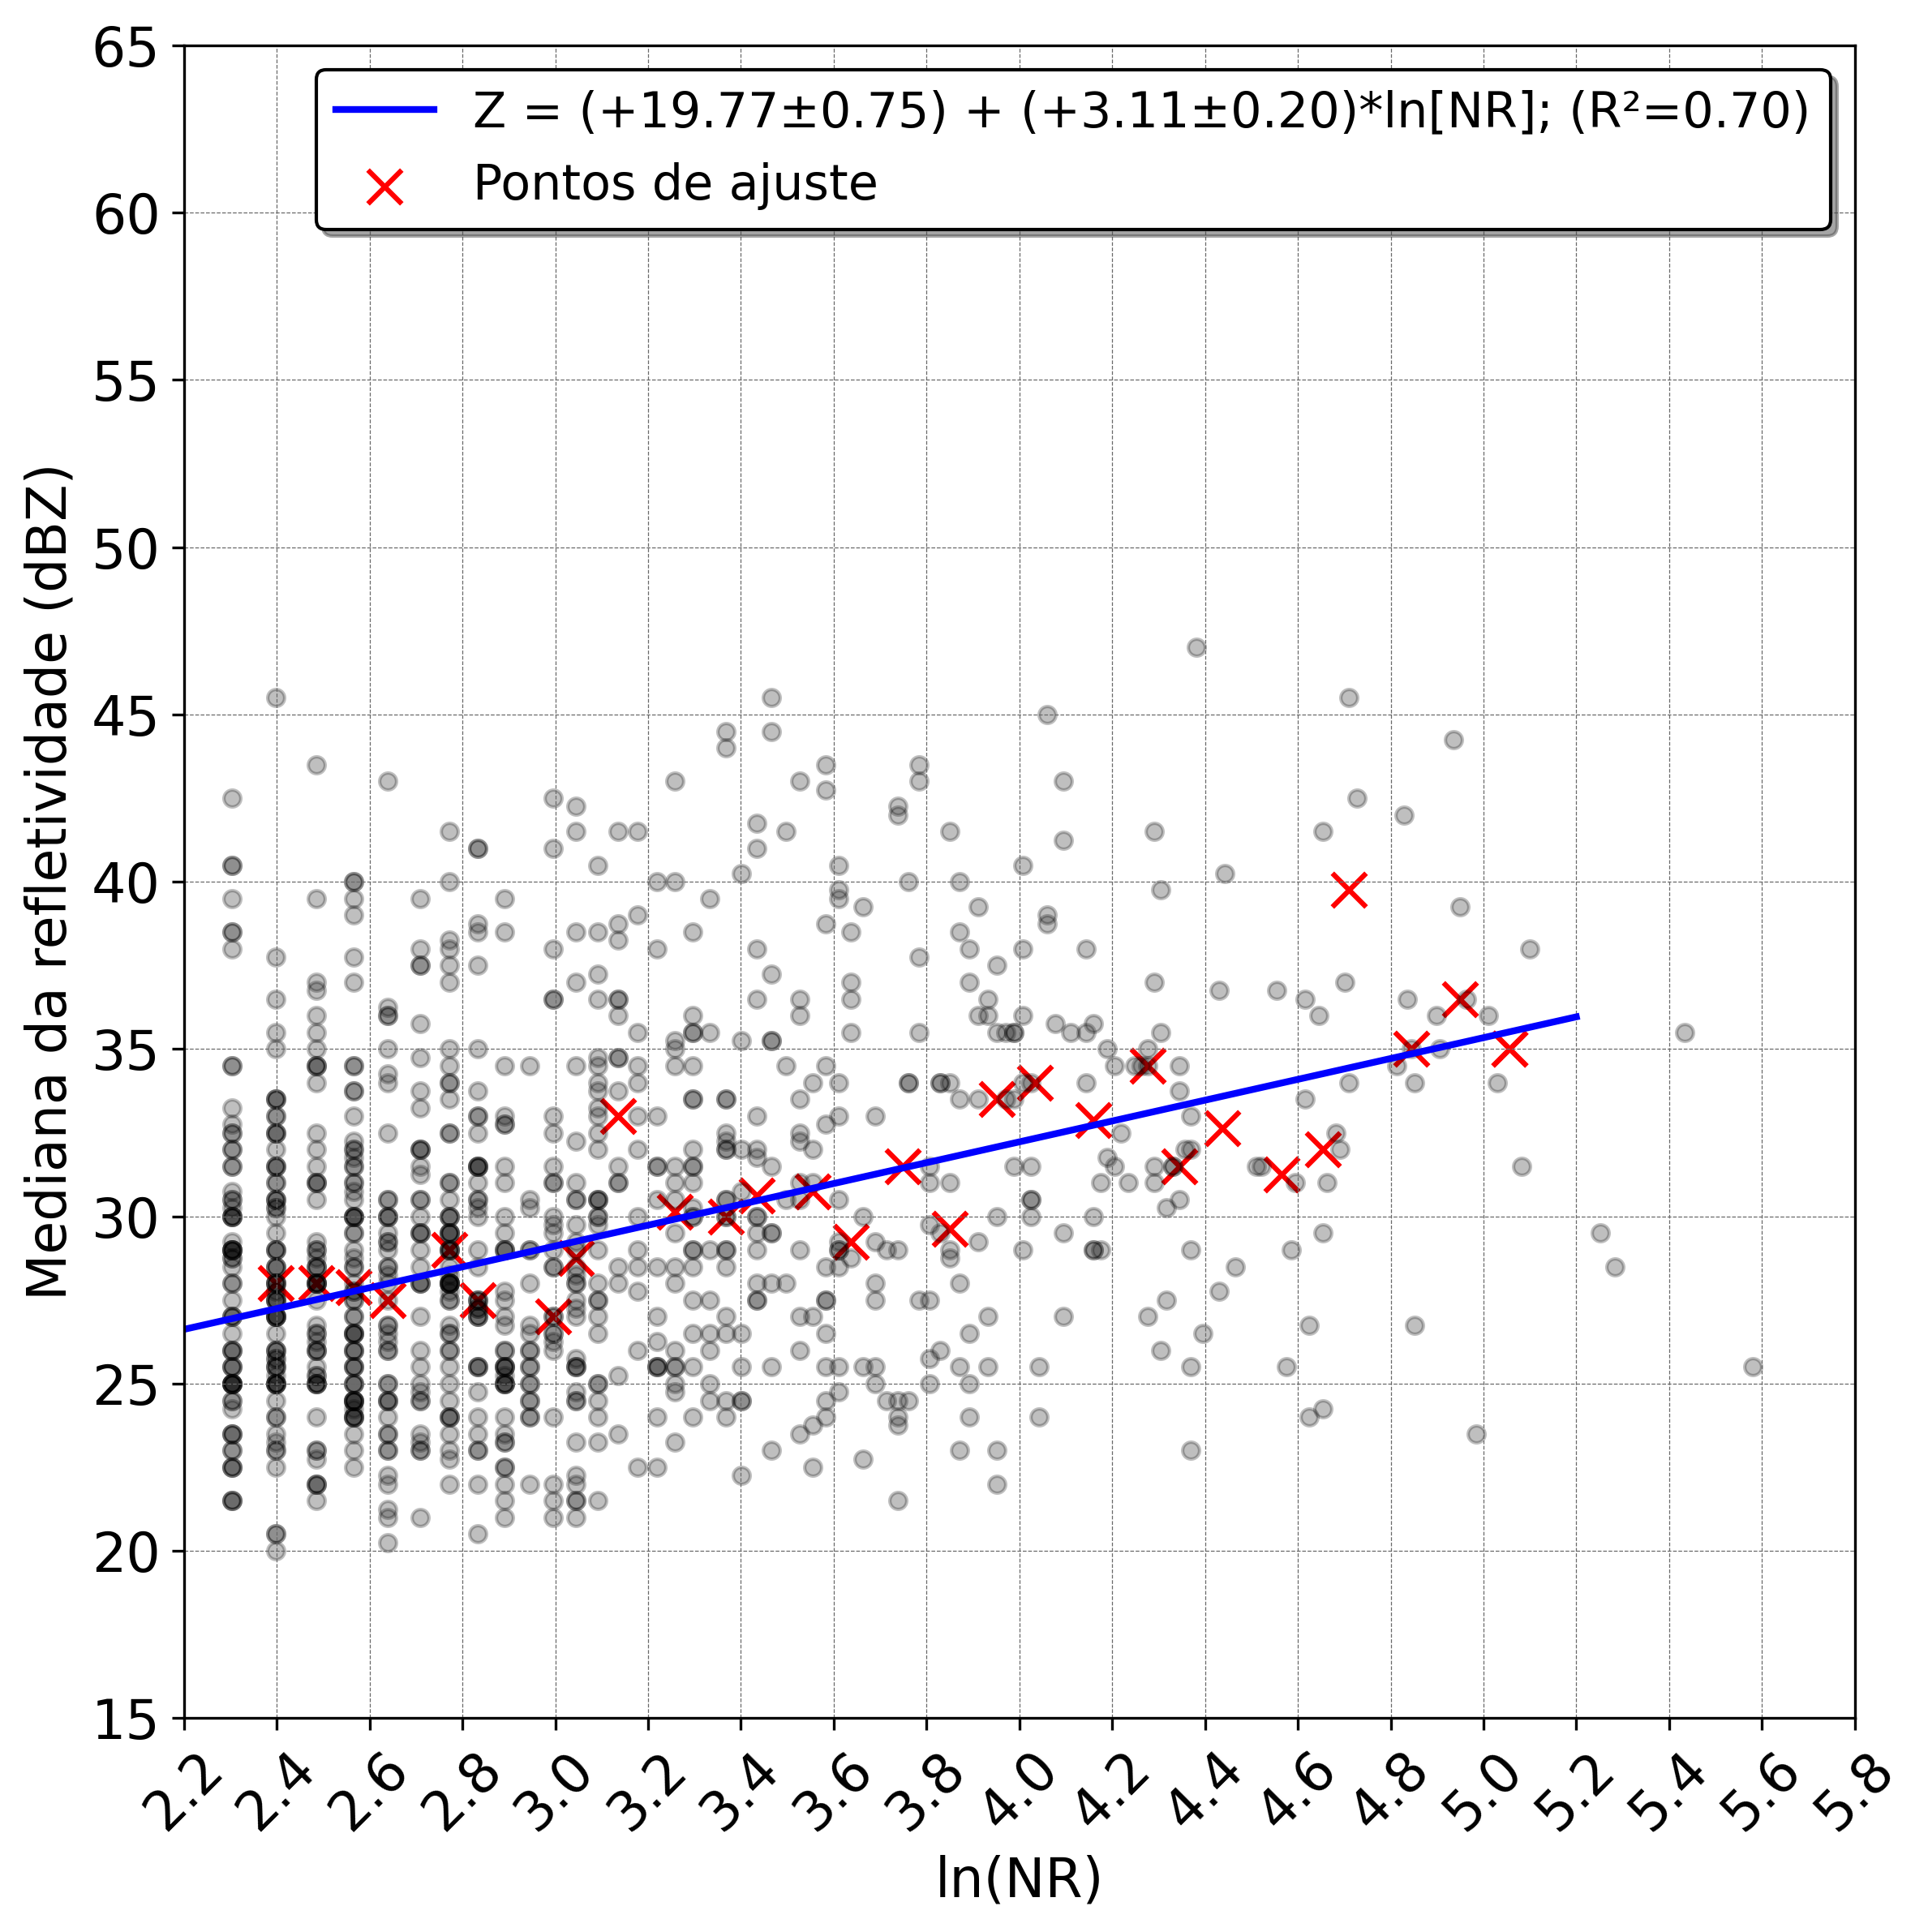 Z = (+19.77±0.75) + (+3.11±0.20)*ln[NR]; (R²=0.70)
Pontos de ajuste
Mediana da refletividade (dBZ)
65
60
55
50
45
40
35
30
25
20
15
2.2 2.4 2.6 2.8 3.0 3.2 3.4 3.6 3.8 4.0 4.2 4.4 4.6 4.8 5.0 5.2 5.4 5.6 5.8
ln(NR)